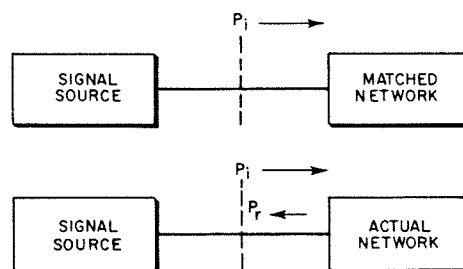 Pi
SIGNAL
SOURCE
MATCHED
NETWORK
Pi
Pr
SIGNAL
SOURCE
ACTUAL
NETWORK